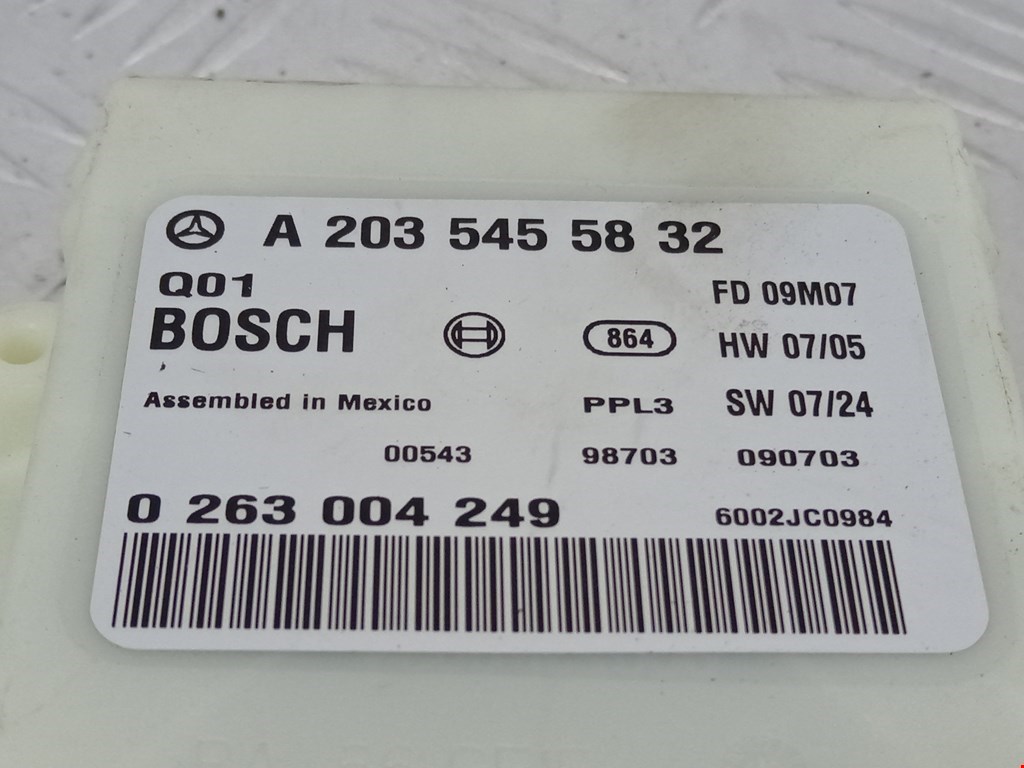 A 203 545 58 32
Q01
FD 09M07
BOSCH
864
HW 07/05
Assembled in Mexico
PPL3
SW 07/24
00543
98703
090703
0 263 004 249
6002JC0984